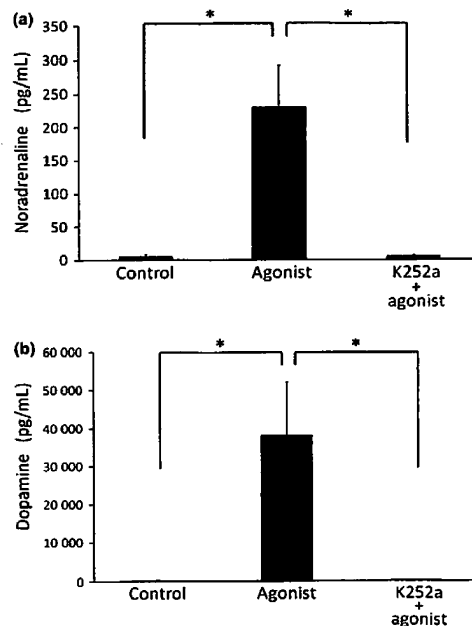 (a)
* *
Noradrenaline (pg/mL)
350
300
250
200
150
100
50
0
Control Agonist K252a
+
agonist
(b)
* *
Dopamine (pg/mL)
60 000
50 000
40 000
30 000
20 000
10 000
0
Control Agonist K252a
+
agonist